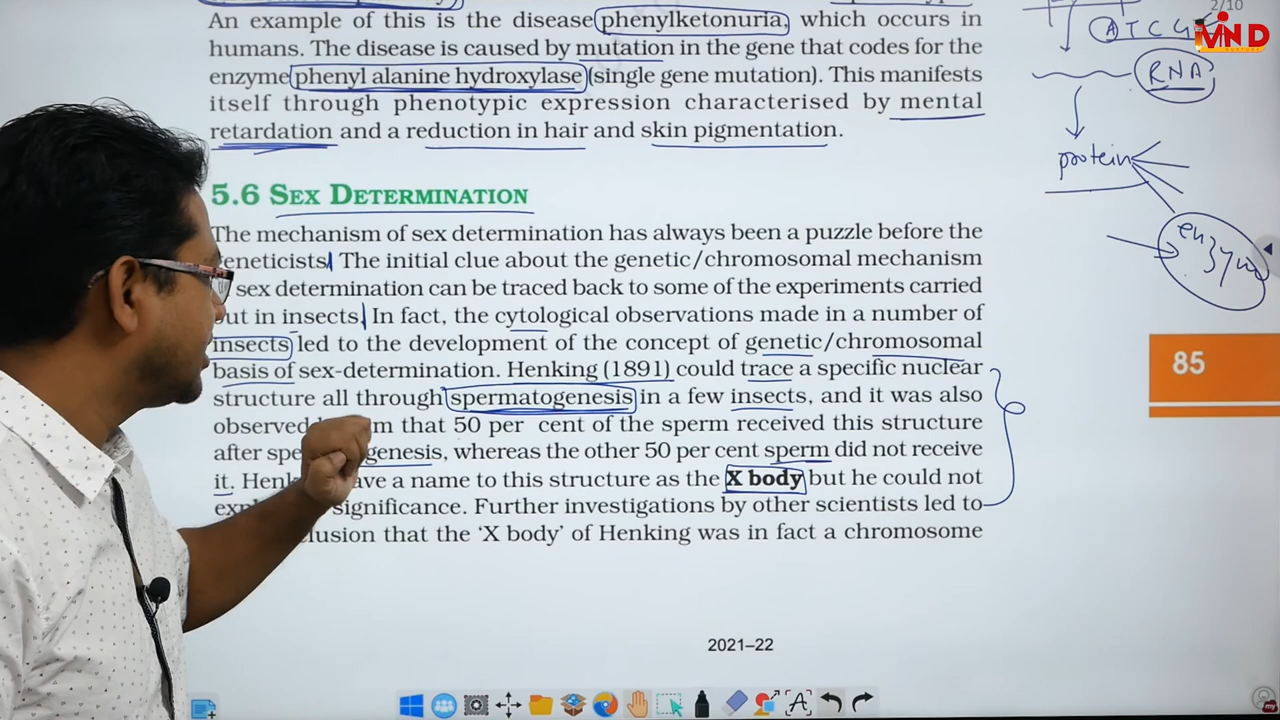 An example of this is the disease phenylketonuria, which occurs in
humans. The disease is caused by mutation in the gene that codes for the
enzyme phenyl alanine hydroxylase (single gene mutation). This manifests
itself through phenotypic expression characterised by mental
retardation and a reduction in hair and skin pigmentation.
5.6 SEX DETERMINATION
The mechanism of sex determination has always been a puzzle before the
geneticists. The initial clue about the genetic/chromosomal mechanism
sex determination can be traced back to some of the experiments carried
out in insects. In fact, the cytological observations made in a number of
insects led to the development of the concept of genetic/chromosomal
basis of sex-determination. Henking (1891) could trace a specific nuclear
structure all through spermatogenesis in a few insects, and it was also
observed m that 50 per cent of the sperm received this structure
after spe genesis, whereas the other 50 per cent sperm did not receive
it. Henk ave a name to this structure as the X body but he could not
exp significance. Further investigations by other scientists led to
lusion that the ‘X body’ of Henking was in fact a chromosome
2021–22
2/10
ATCG
RNA
protein
enzyme
85
MIND